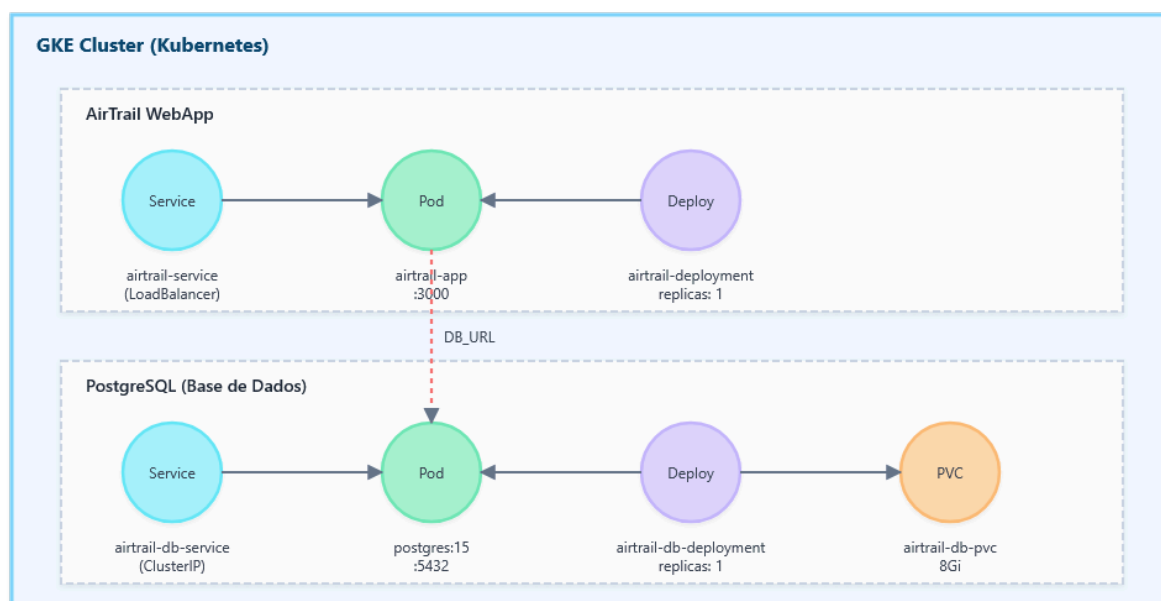 GKE Cluster (Kubernetes)
AirTrail WebApp
Service
Pod
Deploy
airtrail-service
(LoadBalancer)
airtrail-app
:3000
airtrail-deployment
replicas: 1
DB_URL
PostgreSQL (Base de Dados)
Service
Pod
Deploy
PVC
airtrail-db-service
(ClusterIP)
postgres:15
:5432
airtrail-db-deployment
replicas: 1
airtrail-db-pvc
8Gi